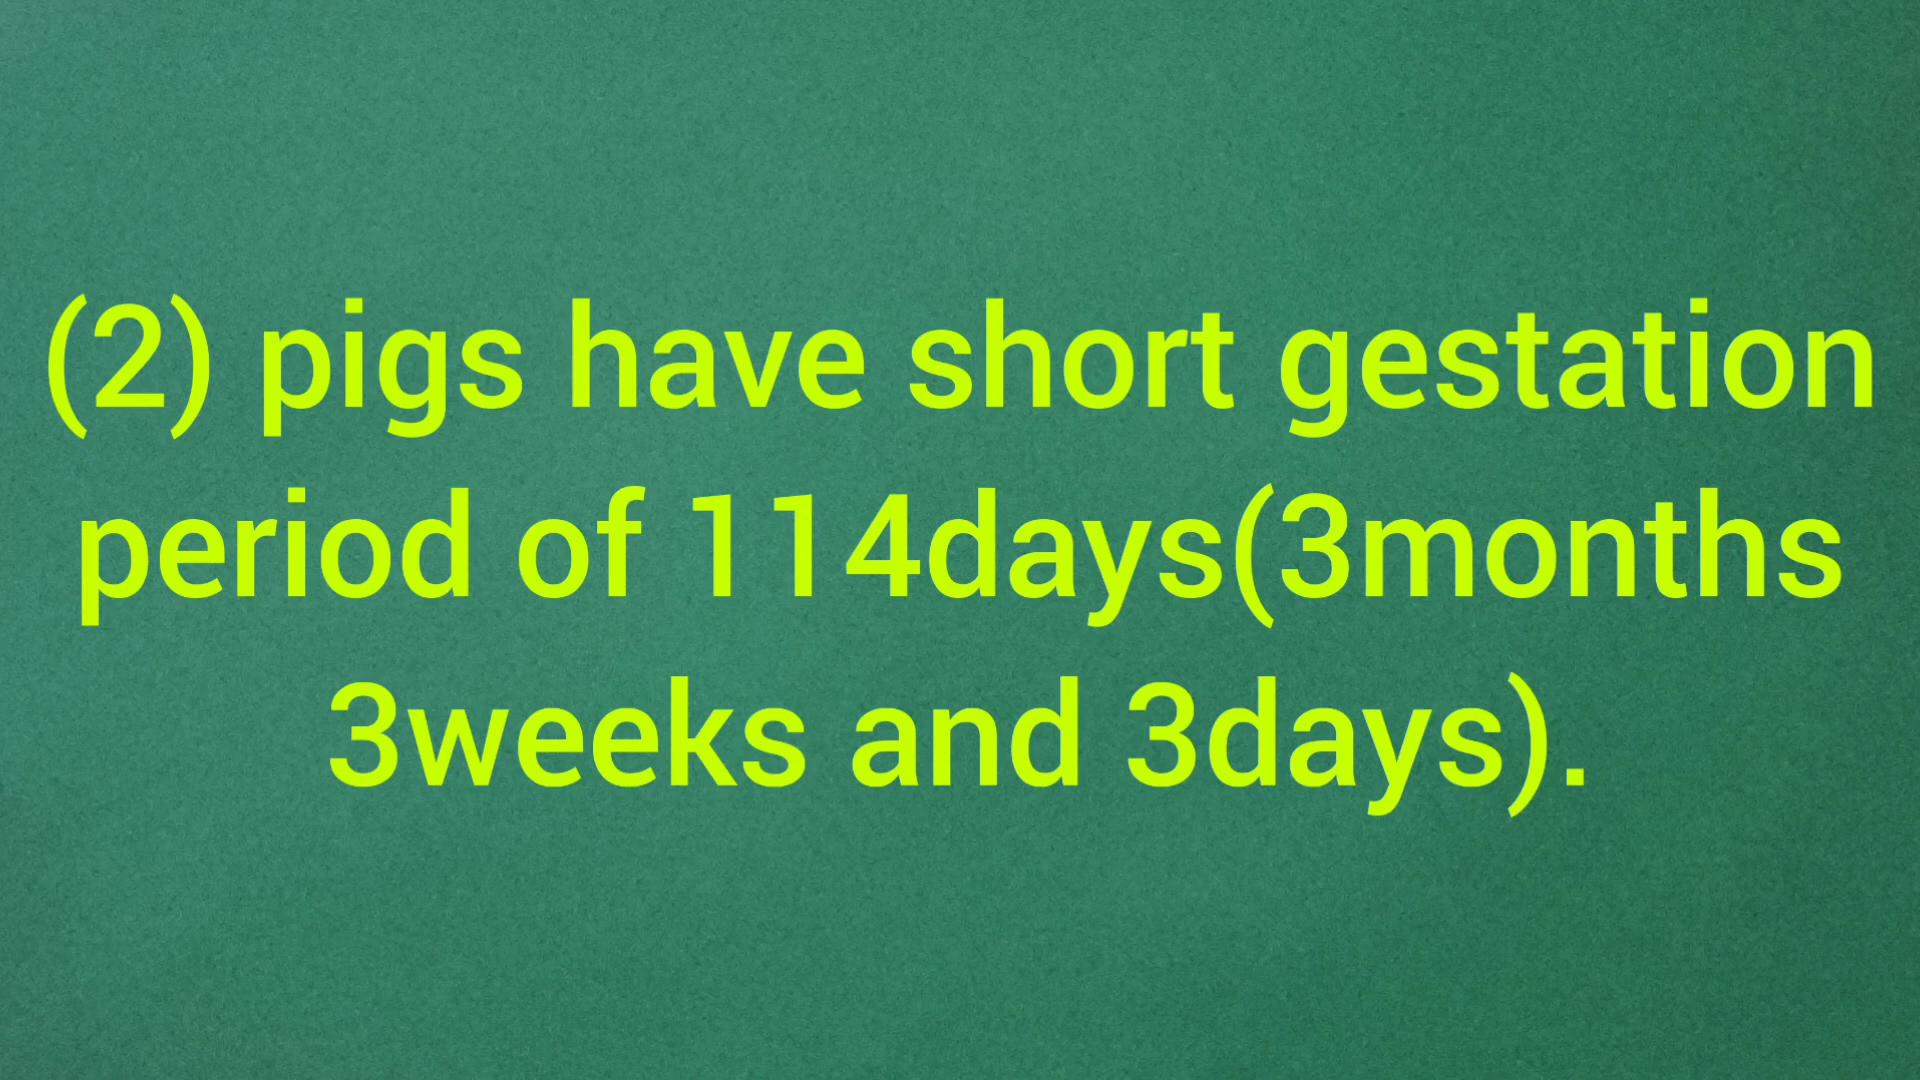 (2) pigs have short gestation
period of 114days(3months
3weeks and 3days).